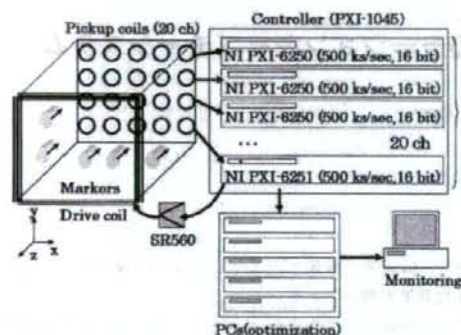 Pickup coils (20 ch)
Controller (PXI-1045)
NI PXI-6250 (500 ks/sec, 16 bit)
NI PXI-6250 (500 ks/sec, 16 bit)
NI PXI-6250 (500 ks/sec, 16 bit)
...
20 ch
NI PXI-6251 (500 ks/sec, 16 bit)
Markers
Drive coil
SR560
y
x
z
Monitoring
PCs(optimization)